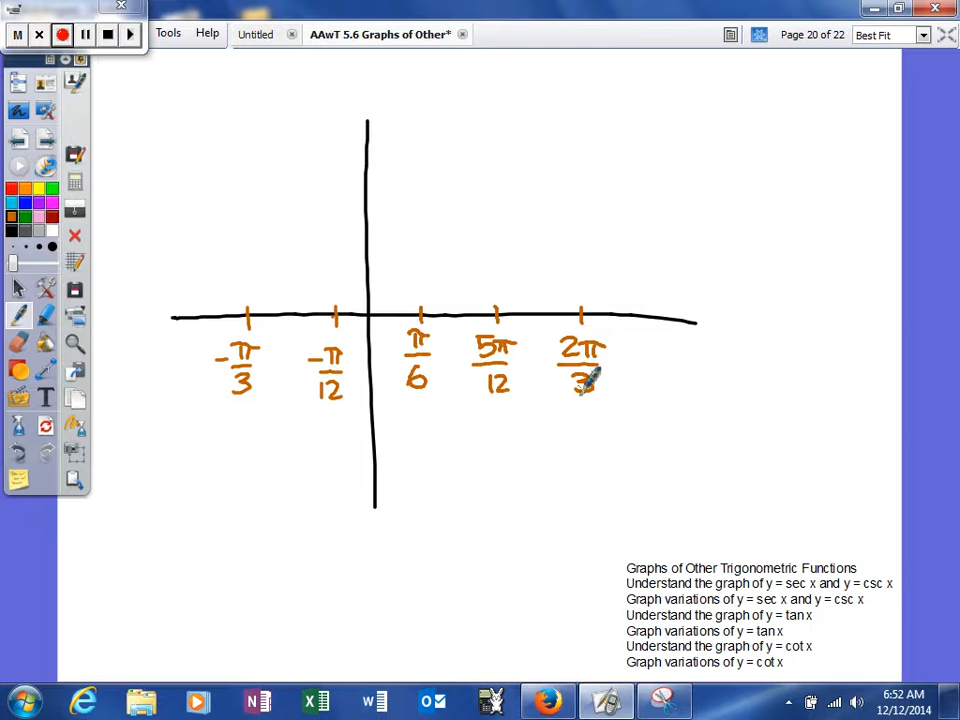 M
Tools Help Untitled AAwT 5.6 Graphs of Other* Page 20 of 22 Best Fit
-π/3 -π/12 π/6 5π/12 2π/3
Graphs of Other Trigonometric Functions
Understand the graph of y = sec x and y = csc x
Graph variations of y = sec x and y = csc x
Understand the graph of y = tan x
Graph variations of y = tan x
Understand the graph of y = cot x
Graph variations of y = cot x
6:52 AM
12/12/2014